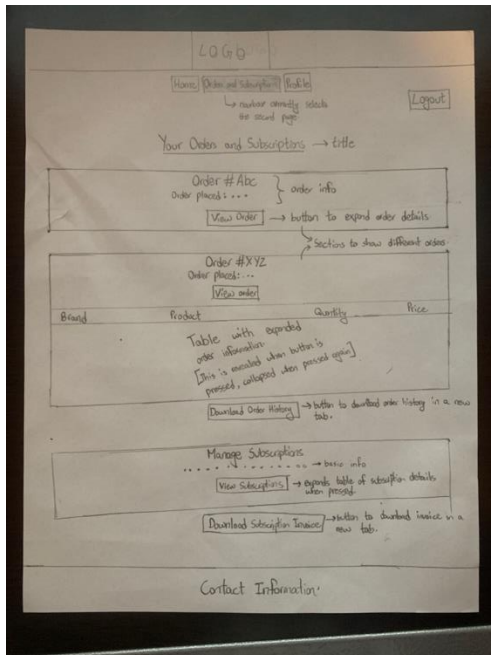 LOGO
Home Orders and Subscriptions Profile
Logout
↳ navbar currently selects
the second page
Your Orders and Subscriptions → title
Order #Abc
Order placed: ...
} order info
View Order → button to expand order details
Sections to show different orders.
Order #XYZ
Order placed: ...
View order
Brand Product Quantity Price
Table with expanded
order information.
[This is revealed when button is
pressed, collapsed when pressed again]
Download Order History → button to download order history in a new
tab.
Manage Subscriptions
→ basic info
View Subscriptions → expands table of subscription details
when pressed.
Download Subscription Invoice → button to download invoice in a
new tab.
Contact Information.